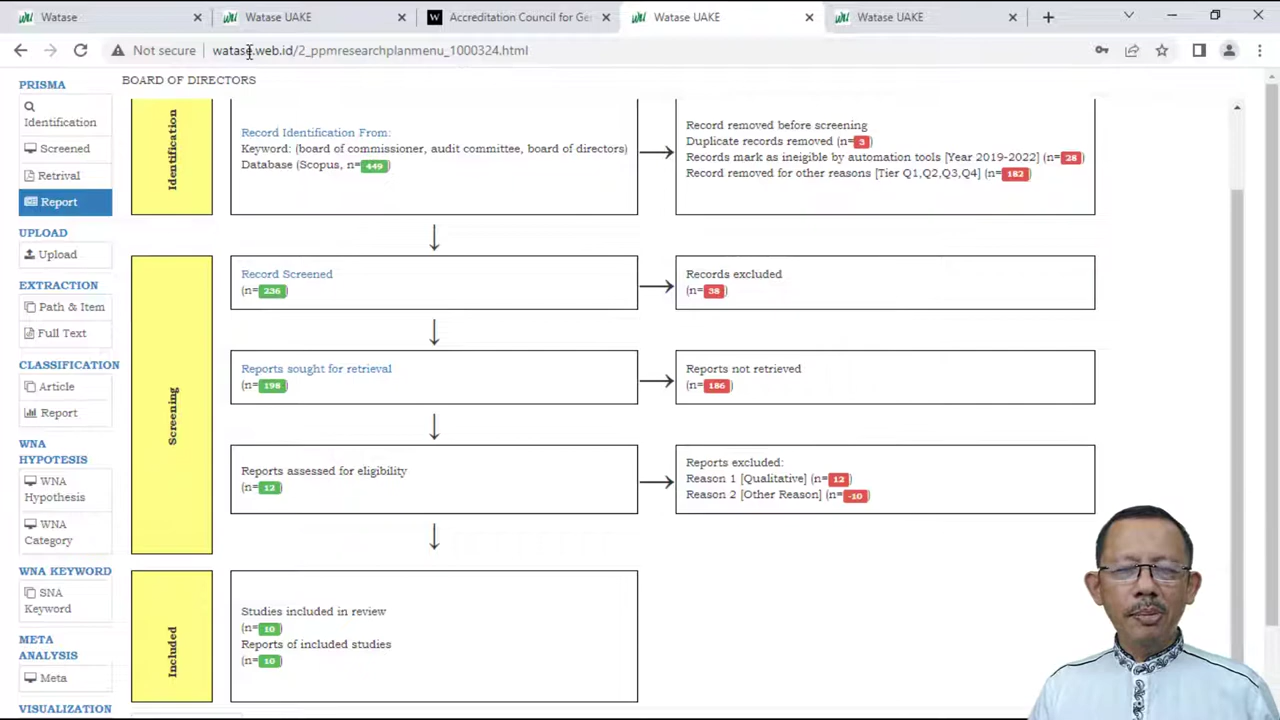 Watase
Watase UAKE
Accreditation Council for Ger
Watase UAKE
Watase UAKE
Not secure
watase.web.id/2_ppmresearchplanmenu_1000324.html
PRISMA
Identification
Screened
Retrival
Report
UPLOAD
Upload
EXTRACTION
Path & Item
Full Text
CLASSIFICATION
Article
Report
WNA
HYPOTESIS
WNA
Hypothesis
WNA
Category
WNA KEYWORD
SNA
Keyword
META
ANALYSIS
Meta
VISUALIZATION
BOARD OF DIRECTORS
Identification
Record Identification From:
Keyword: (board of commissioner, audit committee, board of directors)
Database (Scopus, n= 449 )
Record removed before screening
Duplicate records removed (n= 3 )
Records mark as ineigible by automation tools [Year 2019-2022] (n= 28 )
Record removed for other reasons [Tier Q1,Q2,Q3,Q4] (n= 182 )
Screening
Record Screened
(n= 236 )
Records excluded
(n= 38 )
Reports sought for retrieval
(n= 198 )
Reports not retrieved
(n= 186 )
Reports assessed for eligibility
(n= 12 )
Reports excluded:
Reason 1 [Qualitative] (n= 12 )
Reason 2 [Other Reason] (n= -10 )
Included
Studies included in review
(n= 10 )
Reports of included studies
(n= 10 )